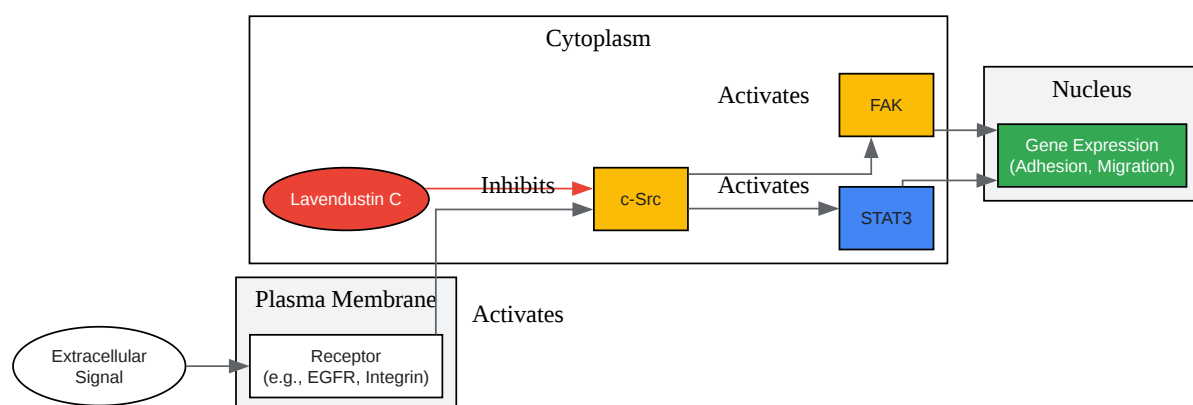 Cytoplasm
Activates
FAK
Nucleus
Gene Expression
(Adhesion, Migration)
Lavendustin C
Inhibits
c-Src
Activates
STAT3
Plasma Membrane
Activates
Extracellular
Signal
Receptor
(e.g., EGFR, Integrin)